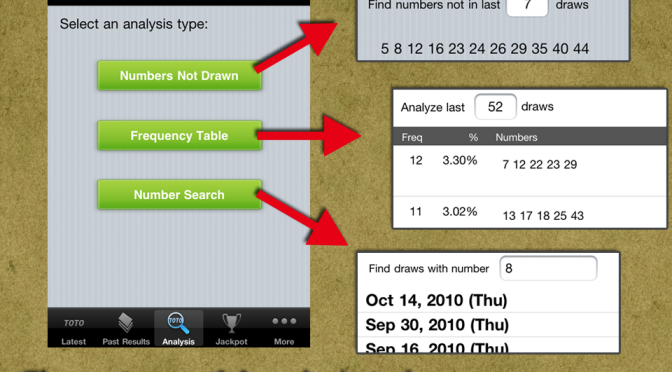 Select an analysis type:
Numbers Not Drawn
Frequency Table
Number Search
TOTO
TOTO
Latest Past Results Analysis Jackpot More
Find numbers not in last 7 draws
5 8 12 16 23 24 26 29 35 40 44
Analyze last 52 draws
Freq % Numbers
12 3.30% 7 12 22 23 29
11 3.02% 13 17 18 25 43
Find draws with number 8
Oct 14, 2010 (Thu)
Sep 30, 2010 (Thu)
Sep 16, 2010 (Thu)